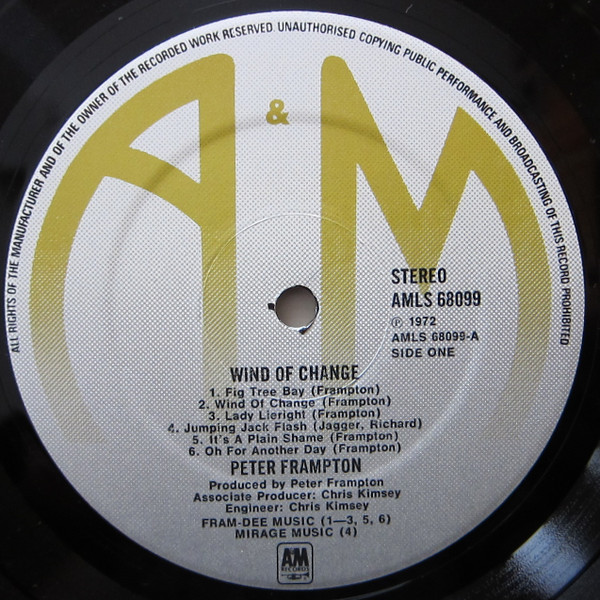 ALL RIGHTS OF THE MANUFACTURER AND OF THE OWNER OF THE RECORDED WORK RESERVED UNAUTHORISED COPYING PUBLIC PERFORMANCE AND BROADCASTING OF THIS RECORD PROHIBITED
A & M
STEREO
AMLS 68099
℗ 1972
AMLS 68099-A
SIDE ONE
WIND OF CHANGE
1. Fig Tree Bay (Frampton)
2. Wind Of Change (Frampton)
3. Lady Lieright (Frampton)
4. Jumping Jack Flash (Jagger, Richard)
5. It's A Plain Shame (Frampton)
6. Oh For Another Day (Frampton)
PETER FRAMPTON
Produced by Peter Frampton
Associate Producer: Chris Kimsey
Engineer: Chris Kimsey
FRAM-DEE MUSIC (1—3, 5, 6)
MIRAGE MUSIC (4)
A&M
RECORDS